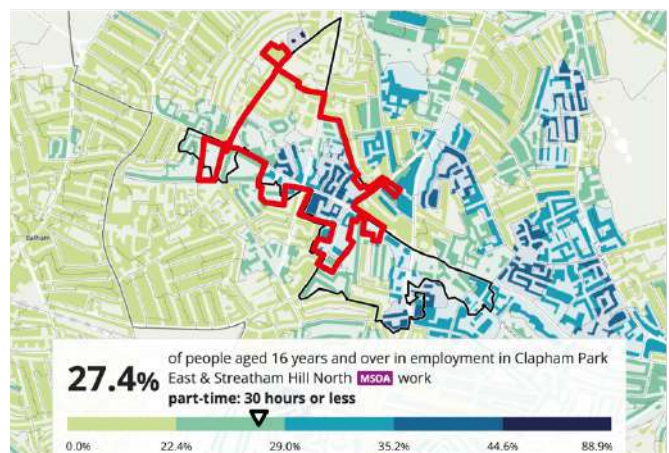 Balham
27.4%
of people aged 16 years and over in employment in Clapham Park
East & Streatham Hill North MSOA work
part-time: 30 hours or less
0.0% 22.4% 29.0% 35.2% 44.6% 88.9%